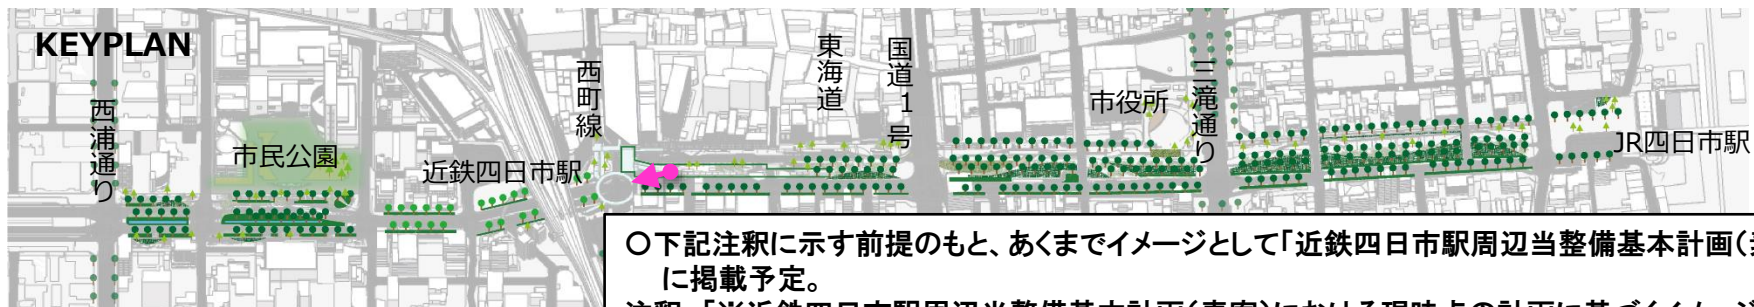 KEYPLAN
西浦通り
市民公園
近鉄四日市駅
西町線
東海道
国道1号
市役所
三滝通り
JR四日市駅
〇下記注釈に示す前提のもと、あくまでイメージとして「近鉄四日市駅周辺当整備基本計画(
に掲載予定。